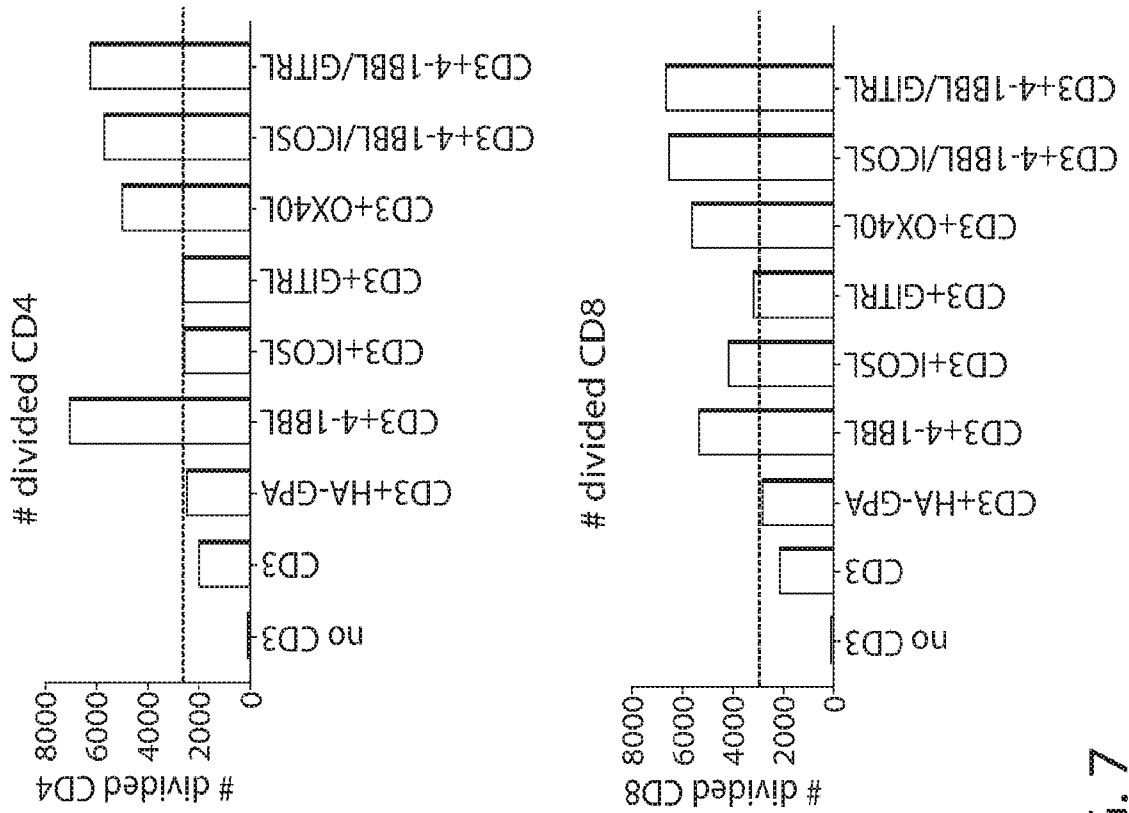 # divided CD4
# divided CD4
8000
6000
4000
2000
0
no CD3
CD3
CD3+HA-GPA
CD3+4-1BBL
CD3+ICOSL
CD3+GITRL
CD3+OX40L
CD3+4-1BBL/ICOSL
CD3+4-1BBL/GITRL
# divided CD8
# divided CD8
8000
6000
4000
2000
0
no CD3
CD3
CD3+HA-GPA
CD3+4-1BBL
CD3+ICOSL
CD3+GITRL
CD3+OX40L
CD3+4-1BBL/ICOSL
CD3+4-1BBL/GITRL
. 7